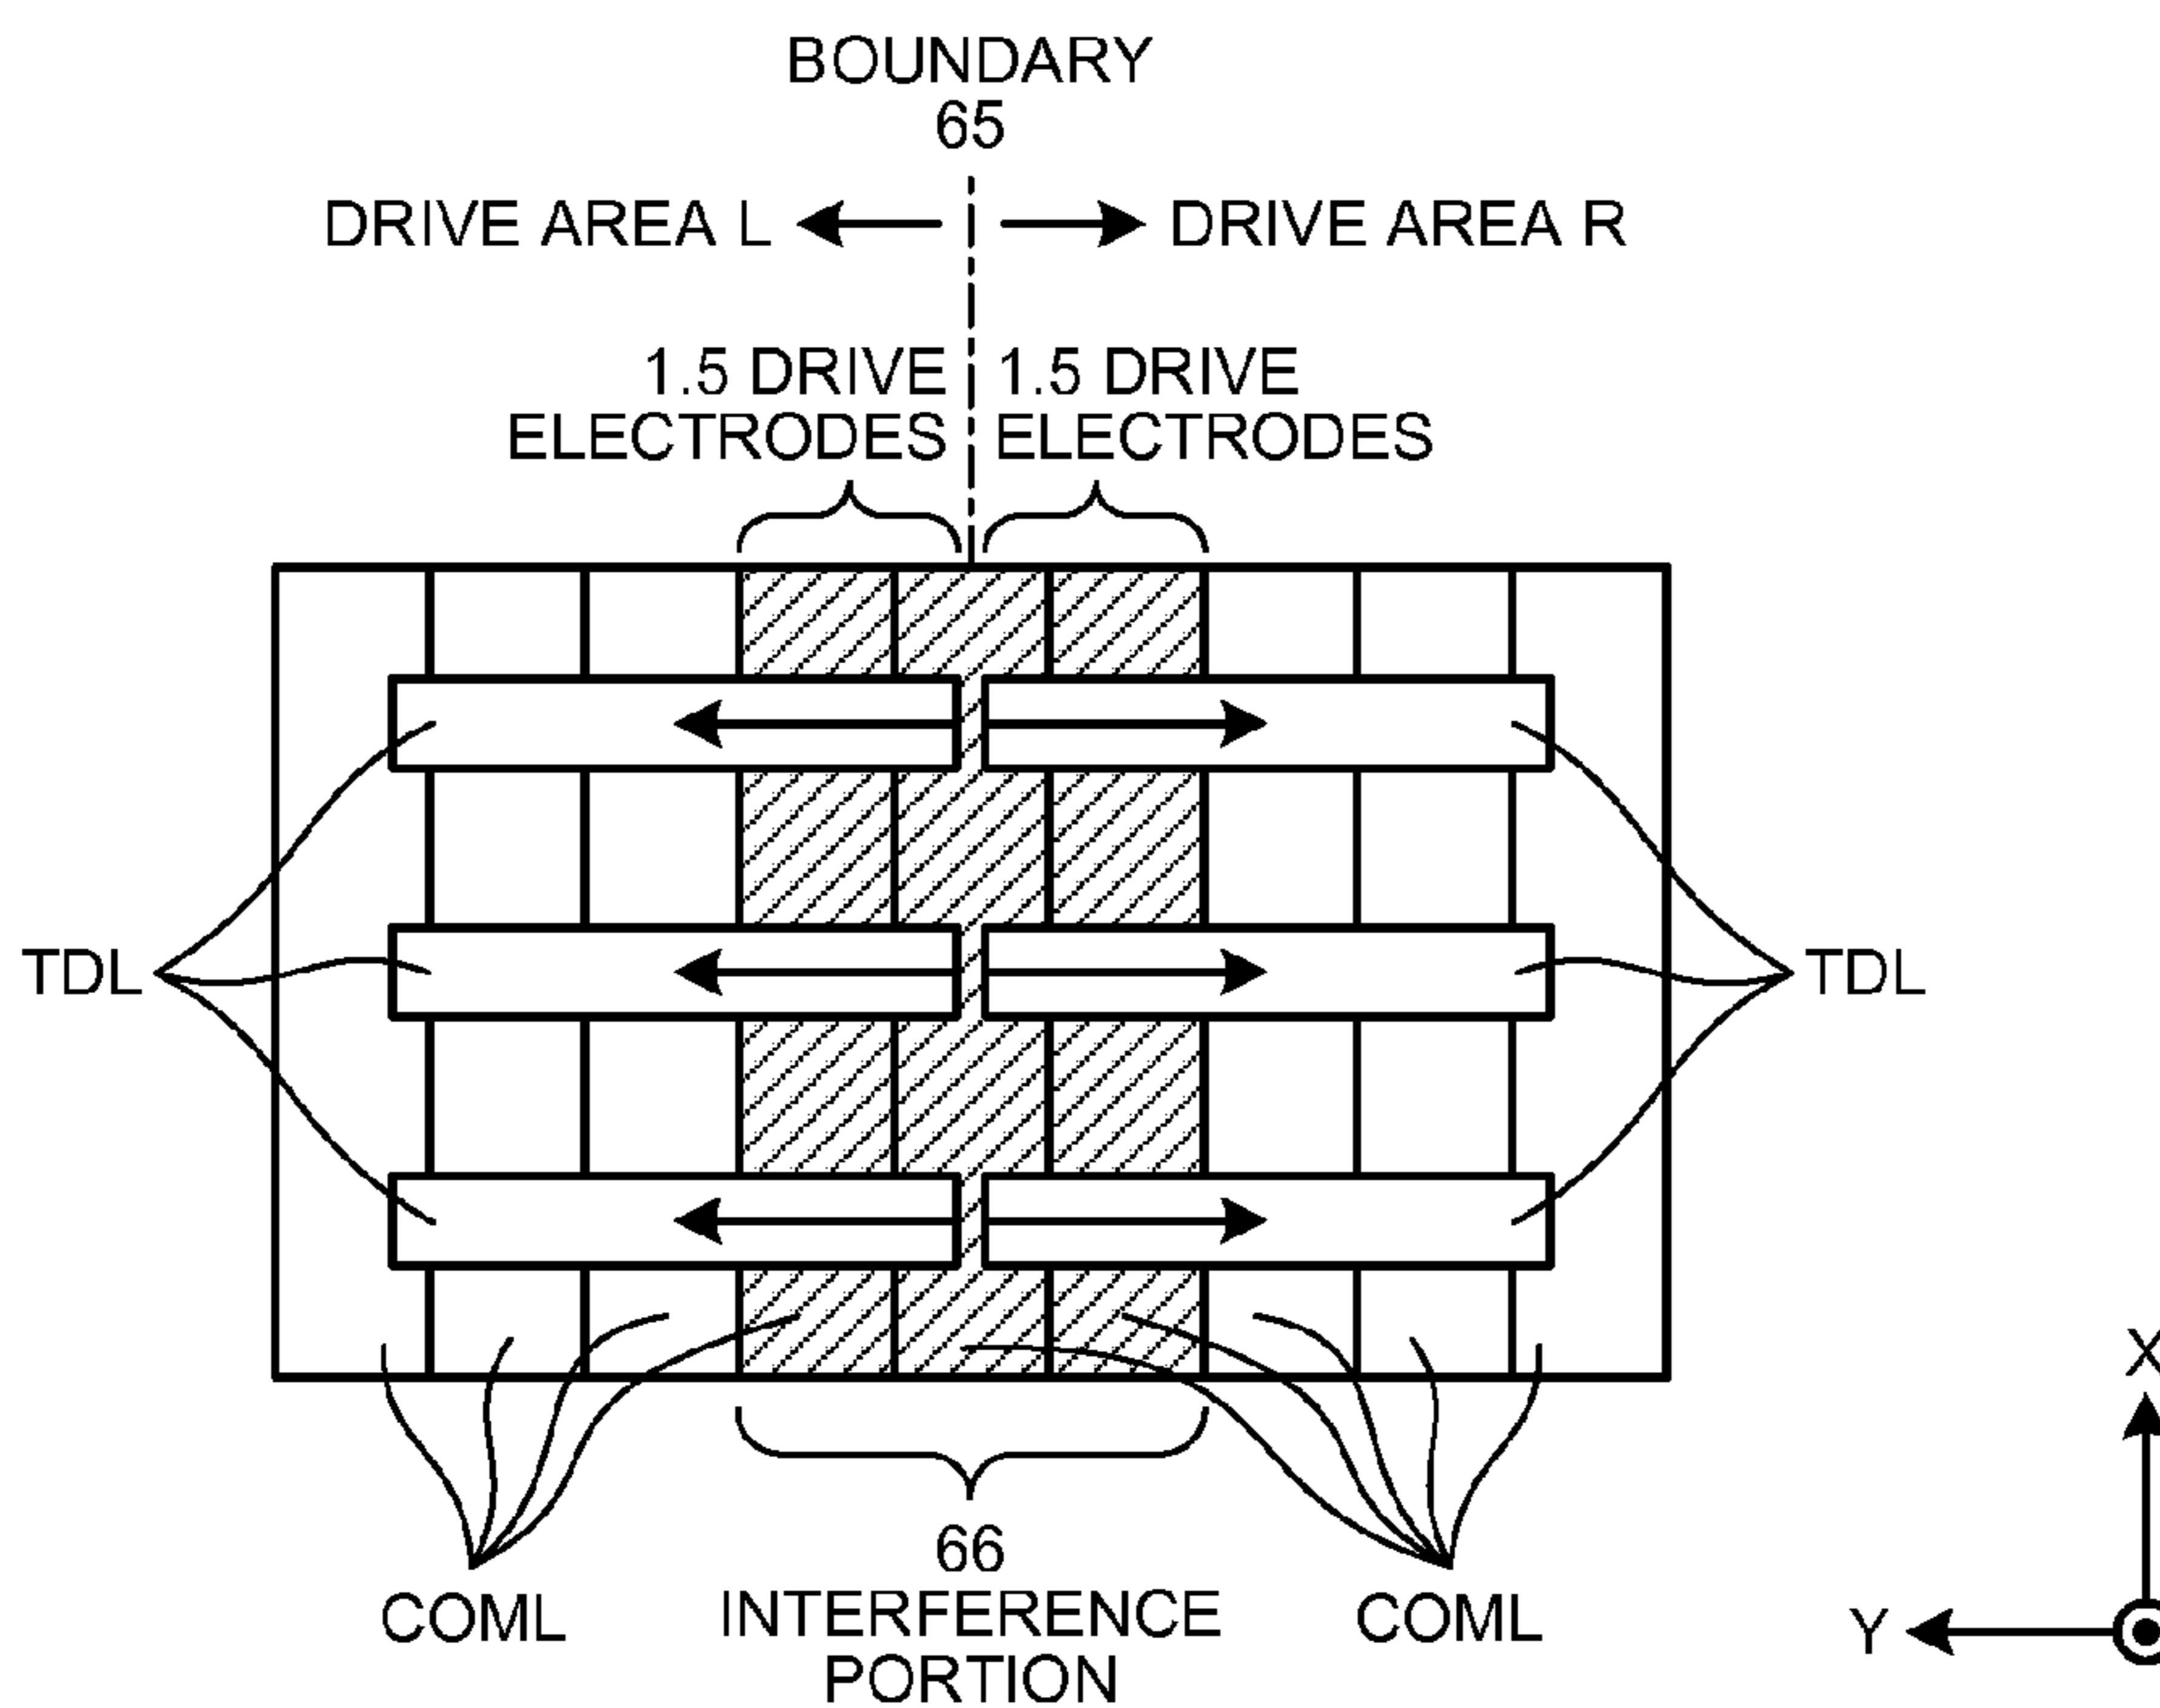 BOUNDARY
65
DRIVE AREA L
DRIVE AREA R
1.5 DRIVE
ELECTRODES
1.5 DRIVE
ELECTRODES
TDL
TDL
COML
66
INTERFERENCE
PORTION
COML
X
Y